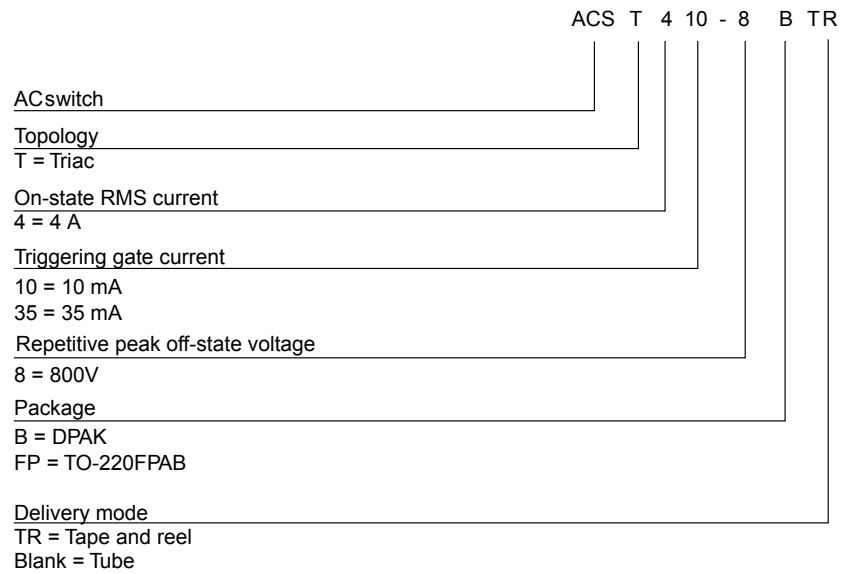 ACS T 4 10 - 8 B TR
ACswitch
Topology
T = Triac
On-state RMS current
4 = 4 A
Triggering gate current
10 = 10 mA
35 = 35 mA
Repetitive peak off-state voltage
8 = 800V
Package
B = DPAK
FP = TO-220FPAB
Delivery mode
TR = Tape and reel
Blank = Tube